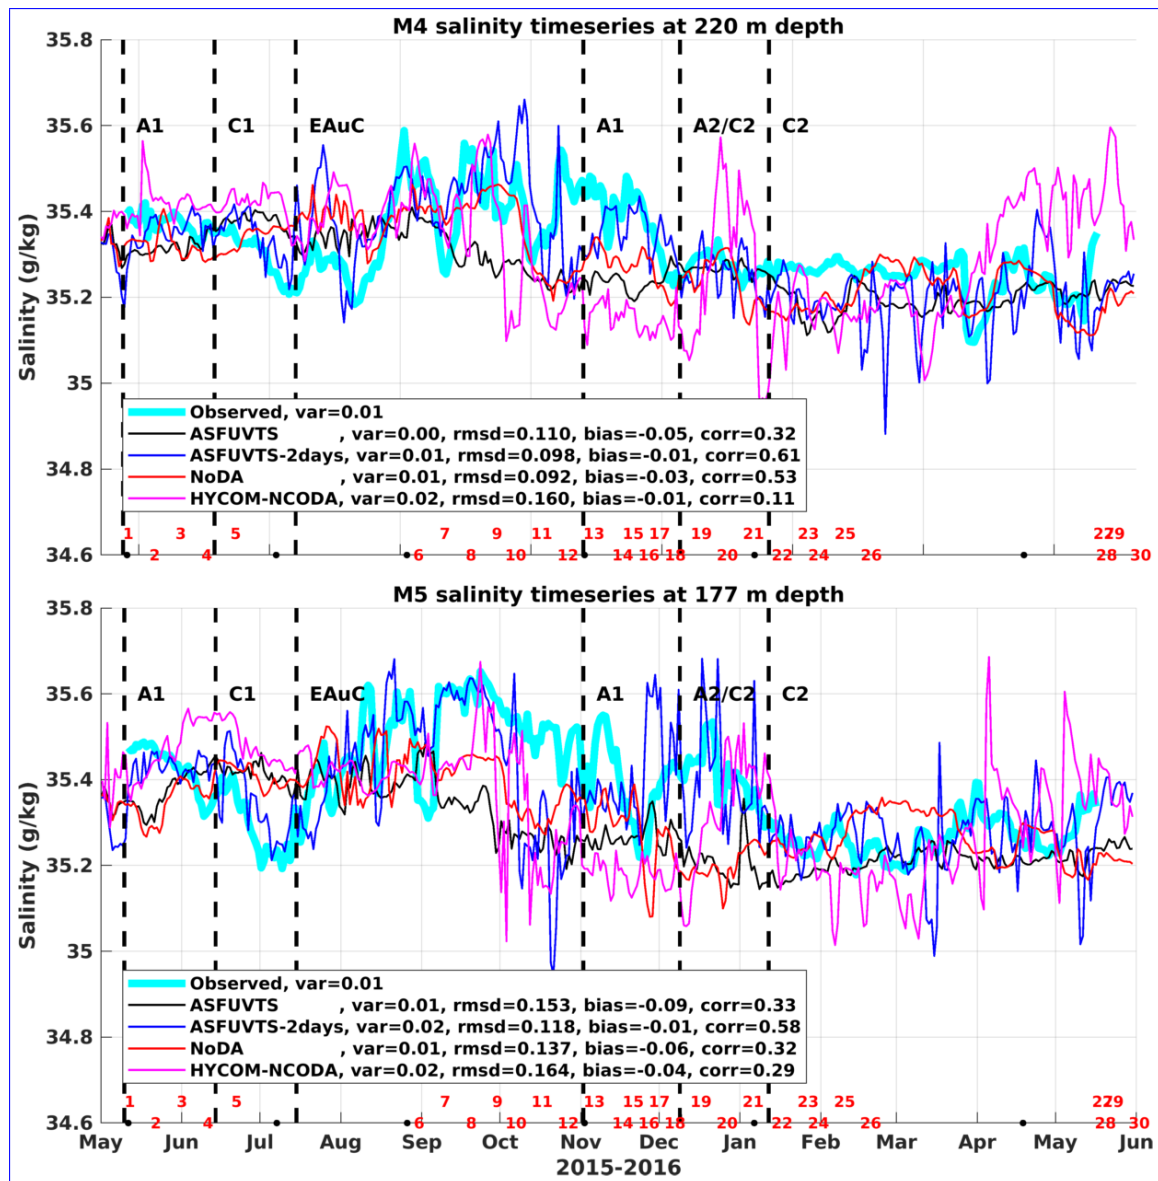 M4 salinity timeseries at 220 m depth
35.8
35.6
35.4
35.2
35
34.8
34.6
Salinity (g/kg)
A1 C1 EAuC A1 A2/C2 C2
Observed, var=0.01
ASFUVTS , var=0.00, rmsd=0.110, bias=-0.05, corr=0.32
ASFUVTS-2days, var=0.01, rmsd=0.098, bias=-0.01, corr=0.61
NoDA , var=0.01, rmsd=0.092, bias=-0.03, corr=0.53
HYCOM-NCODA, var=0.02, rmsd=0.160, bias=-0.01, corr=0.11
1 3 5 7 9 11 13 15 17 19 21 23 25 2729
2 4 6 8 10 12 14 16 18 20 22 24 26 28 30
M5 salinity timeseries at 177 m depth
35.8
35.6
35.4
35.2
35
34.8
34.6
Salinity (g/kg)
A1 C1 EAuC A1 A2/C2 C2
Observed, var=0.01
ASFUVTS , var=0.01, rmsd=0.153, bias=-0.09, corr=0.33
ASFUVTS-2days, var=0.02, rmsd=0.118, bias=-0.01, corr=0.58
NoDA , var=0.01, rmsd=0.137, bias=-0.06, corr=0.32
HYCOM-NCODA, var=0.02, rmsd=0.164, bias=-0.04, corr=0.29
1 3 5 7 9 11 13 15 17 19 21 23 25 2729
2 4 6 8 10 12 14 16 18 20 22 24 26 28 30
May Jun Jul Aug Sep Oct Nov Dec Jan Feb Mar Apr May Jun
2015-2016